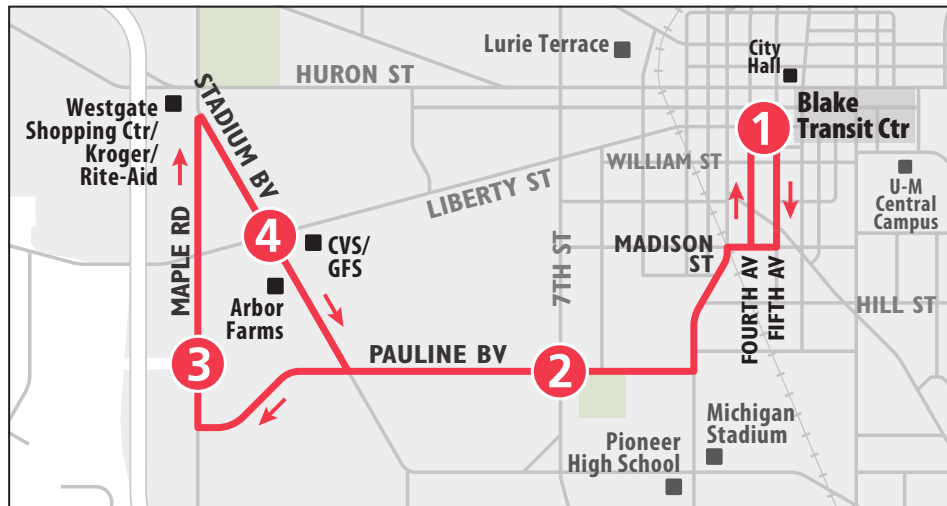 Lurie Terrace
City
Hall
HURON ST
Blake
Transit Ctr
1
Westgate
Shopping Ctr/
Kroger/
Rite-Aid
STADIUM BV
WILLIAM ST
LIBERTY ST
U-M
Central
Campus
MAPLE RD
4
CVS/
GFS
7TH ST
MADISON
ST
FOURTH AV
FIFTH AV
HILL ST
Arbor
Farms
3
PAULINE BV
2
Michigan
Stadium
Pioneer
High School